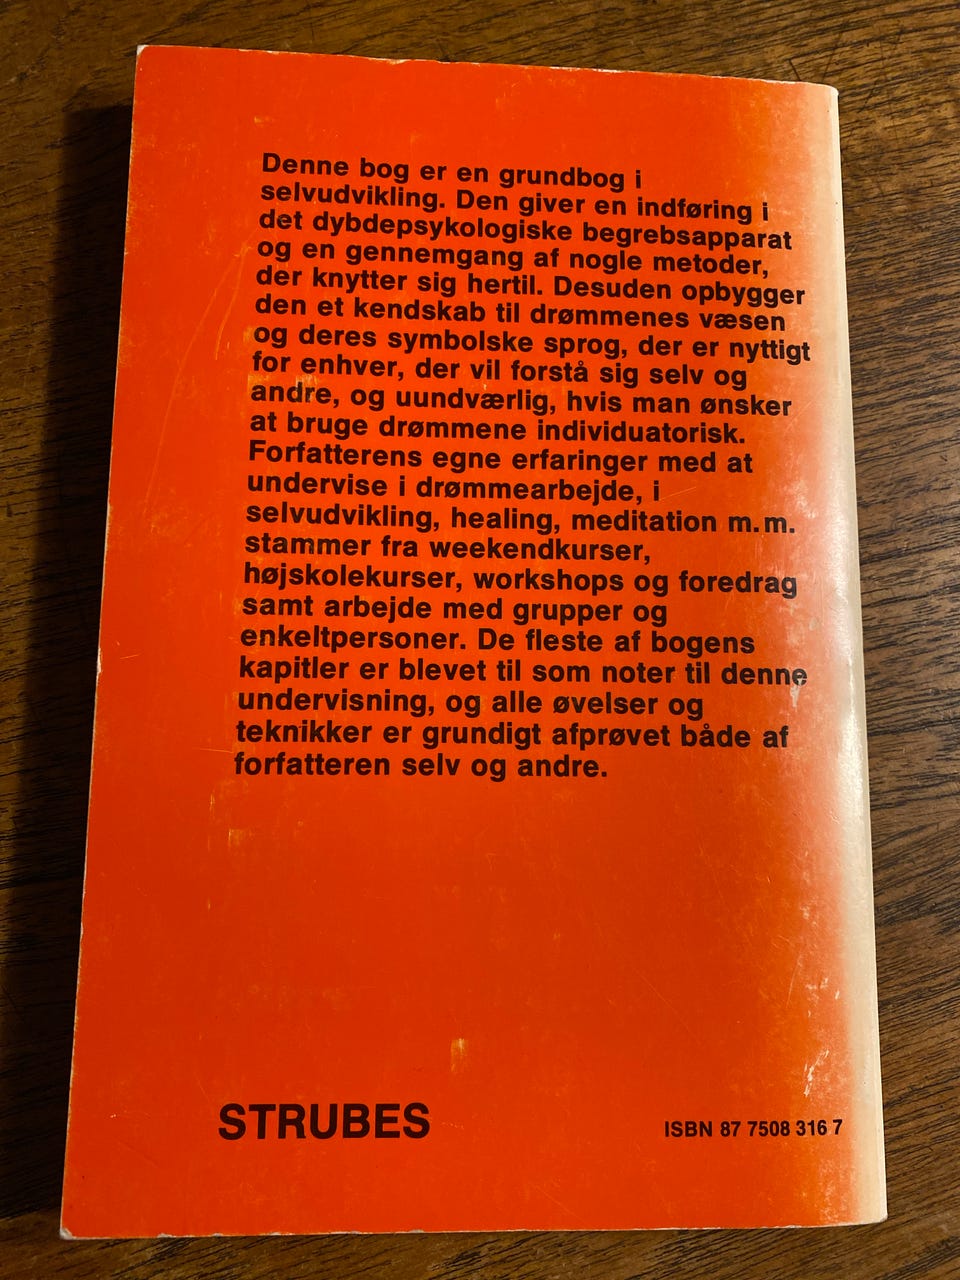 Denne bog er en grundbog i
selvudvikling. Den giver en indføring i
det dybdepsykologiske begrebsapparat
og en gennemgang af nogle metoder,
der knytter sig hertil. Desuden opbygger
den et kendskab til drømmenes væsen
og deres symbolske sprog, der er nyttigt
for enhver, der vil forstå sig selv og
andre, og uundværlig, hvis man ønsker
at bruge drømmene individuatorisk.
Forfatterens egne erfaringer med at
undervise i drømmearbejde, i
selvudvikling, healing, meditation m.m.
stammer fra weekendkurser,
højskolekurser, workshops og foredrag
samt arbejde med grupper og
enkeltpersoner. De fleste af bogens
kapitler er blevet til som noter til denne
undervisning, og alle øvelser og
teknikker er grundigt afprøvet både af
forfatteren selv og andre.
STRUBES
ISBN 87 7508 316 7